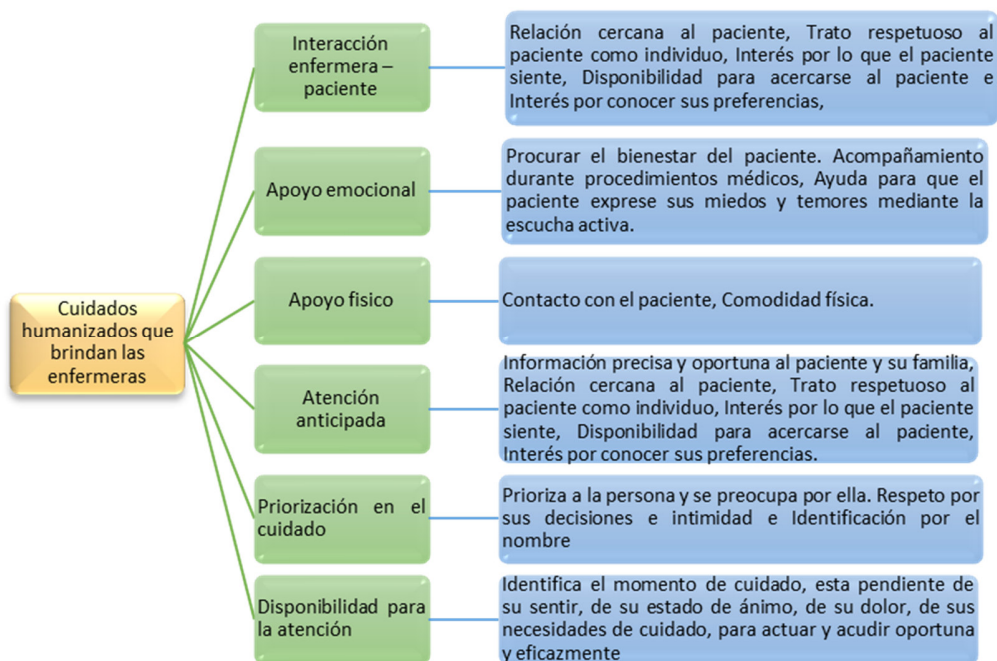 Interacción
enfermera –
paciente
Relación cercana al paciente, Trato respetuoso al
paciente como individuo, Interés por lo que el paciente
siente, Disponibilidad para acercarse al paciente e
Interés por conocer sus preferencias,
Apoyo emocional
Procurar el bienestar del paciente. Acompañamiento
durante procedimientos médicos, Ayuda para que el
paciente exprese sus miedos y temores mediante la
escucha activa.
Cuidados
humanizados que
brindan las
enfermeras
Apoyo fisico
Contacto con el paciente, Comodidad física.
Atención
anticipada
Información precisa y oportuna al paciente y su familia,
Relación cercana al paciente, Trato respetuoso al
paciente como individuo, Interés por lo que el paciente
siente, Disponibilidad para acercarse al paciente,
Interés por conocer sus preferencias.
Priorización en el
cuidado
Prioriza a la persona y se preocupa por ella. Respeto por
sus decisiones e intimidad e Identificación por el
nombre
Disponibilidad para
la atención
Identifica el momento de cuidado, esta pendiente de
su sentir, de su estado de ánimo, de su dolor, de sus
necesidades de cuidado, para actuar y acudir oportuna
y eficazmente